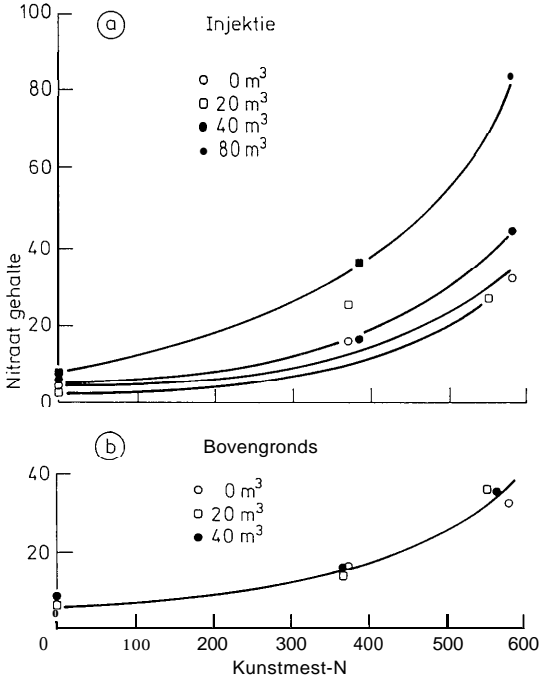 100
a Injektie
0 m³
80
20 m³
40 m³
80 m³
60
40
20
0
Nitraat gehalte
b Bovengronds
40
0 m³
20 m³
40 m³
20
0
0 100 200 300 400 500 600
Kunstmest-N